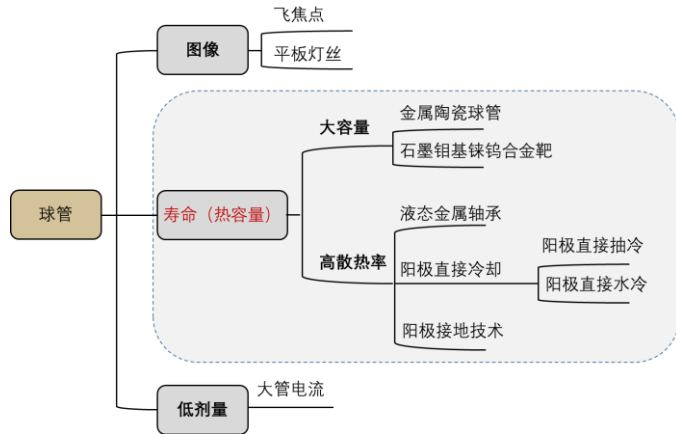 飞焦点
图像
平板灯丝
金属陶瓷球管
大容量
石墨钼基铼钨合金靶
球管
寿命（热容量）
液态金属轴承
高散热率
阳极直接冷却
阳极直接抽冷
阳极直接水冷
阳极接地技术
低剂量
大管电流